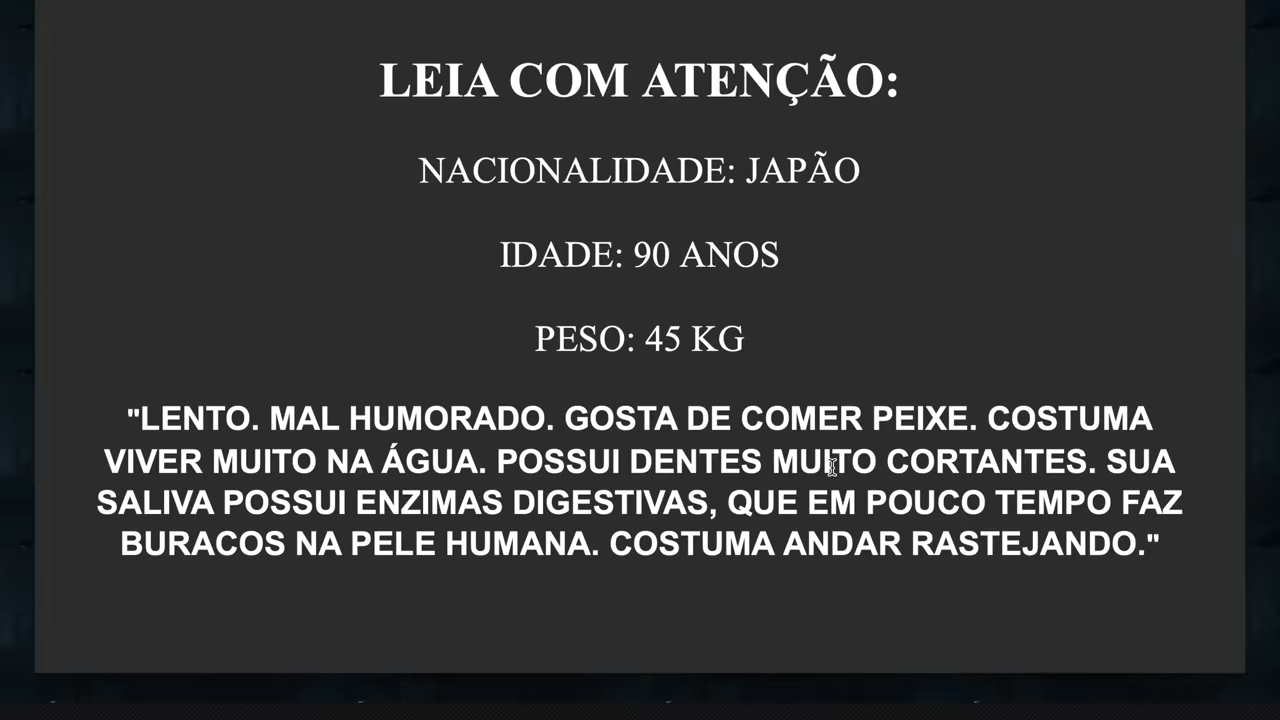 LEIA COM ATENÇÃO:
NACIONALIDADE: JAPÃO
IDADE: 90 ANOS
PESO: 45 KG
"LENTO. MAL HUMORADO. GOSTA DE COMER PEIXE. COSTUMA
VIVER MUITO NA ÁGUA. POSSUI DENTES MUITO CORTANTES. SUA
SALIVA POSSUI ENZIMAS DIGESTIVAS, QUE EM POUCO TEMPO FAZ
BURACOS NA PELE HUMANA. COSTUMA ANDAR RASTEJANDO."